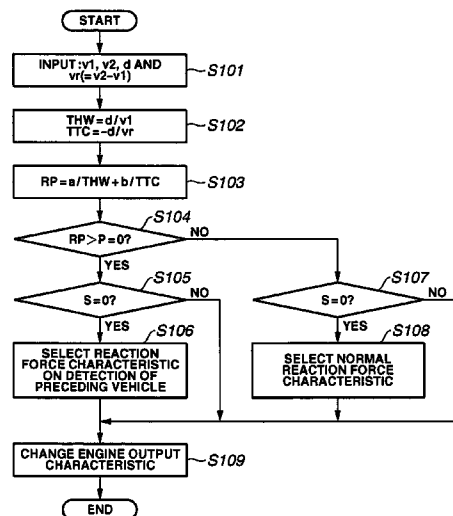 START
INPUT :v1, v2, d AND
vr(=v2-v1)
S101
THW=d/v1
TTC=-d/vr
S102
RP=a/THW+b/TTC
S103
S104
RP>P=0?
NO
YES
S105
S=0?
NO
YES
S107
S=0?
NO
YES
S106
SELECT REACTION
FORCE CHARACTERISTIC
ON DETECTION OF
PRECEDING VEHICLE
S108
SELECT NORMAL
REACTION FORCE
CHARACTERISTIC
CHANGE ENGINE OUTPUT
CHARACTERISTIC
S109
END